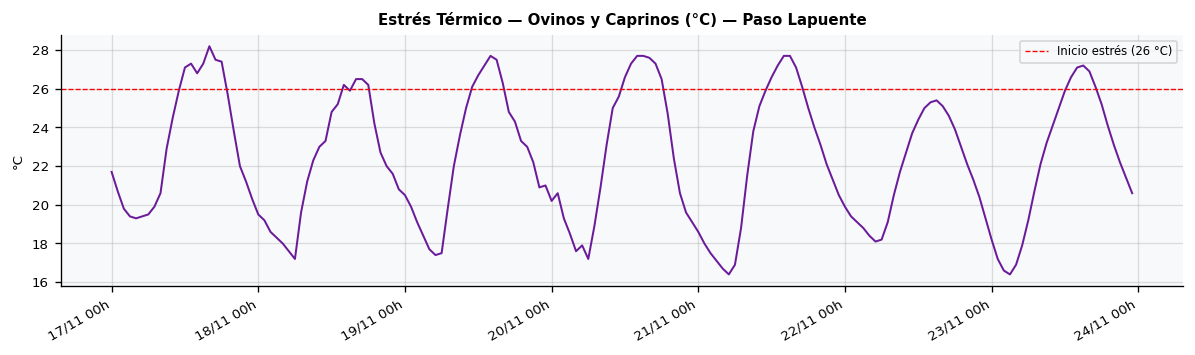 Estrés Térmico — Ovinos y Caprinos (°C) — Paso Lapuente
Inicio estrés (26 °C)
°C
28
26
24
22
20
18
16
17/11 00h
18/11 00h
19/11 00h
20/11 00h
21/11 00h
22/11 00h
23/11 00h
24/11 00h